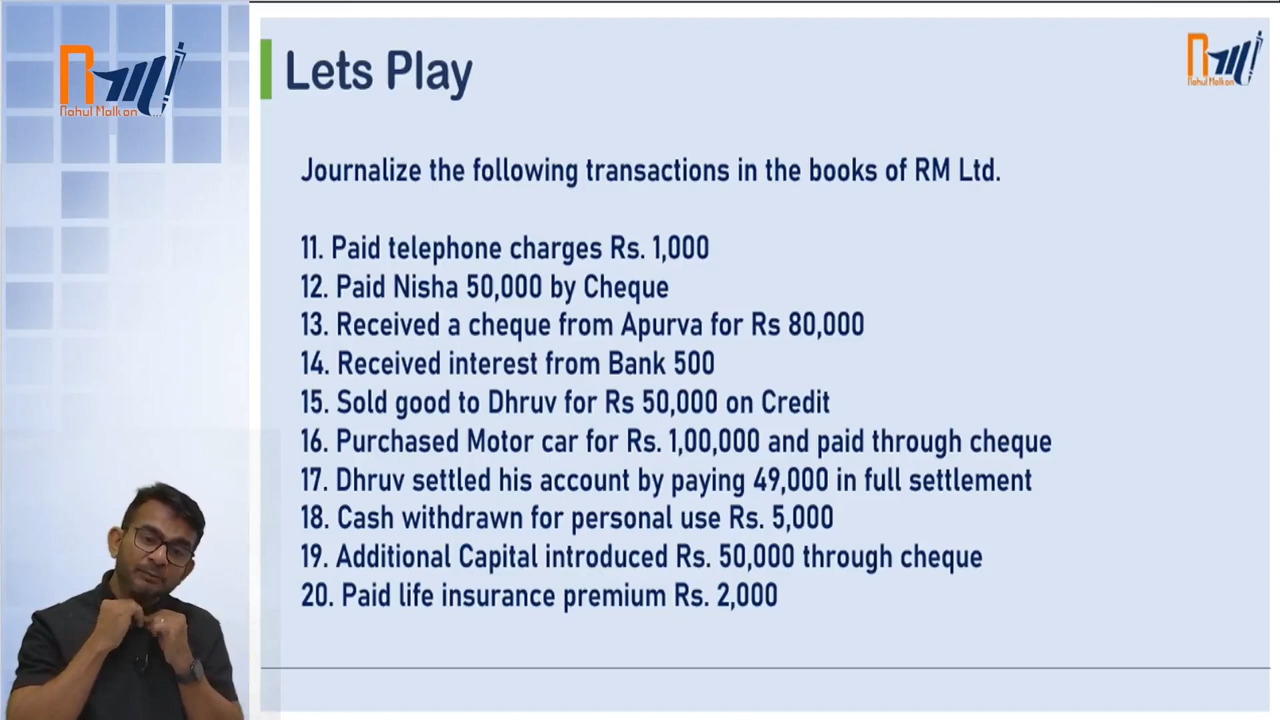 Rahul Malkan
Lets Play
Rahul Malkan
Journalize the following transactions in the books of RM Ltd.
11. Paid telephone charges Rs. 1,000
12. Paid Nisha 50,000 by Cheque
13. Received a cheque from Apurva for Rs 80,000
14. Received interest from Bank 500
15. Sold good to Dhruv for Rs 50,000 on Credit
16. Purchased Motor car for Rs. 1,00,000 and paid through cheque
17. Dhruv settled his account by paying 49,000 in full settlement
18. Cash withdrawn for personal use Rs. 5,000
19. Additional Capital introduced Rs. 50,000 through cheque
20. Paid life insurance premium Rs. 2,000